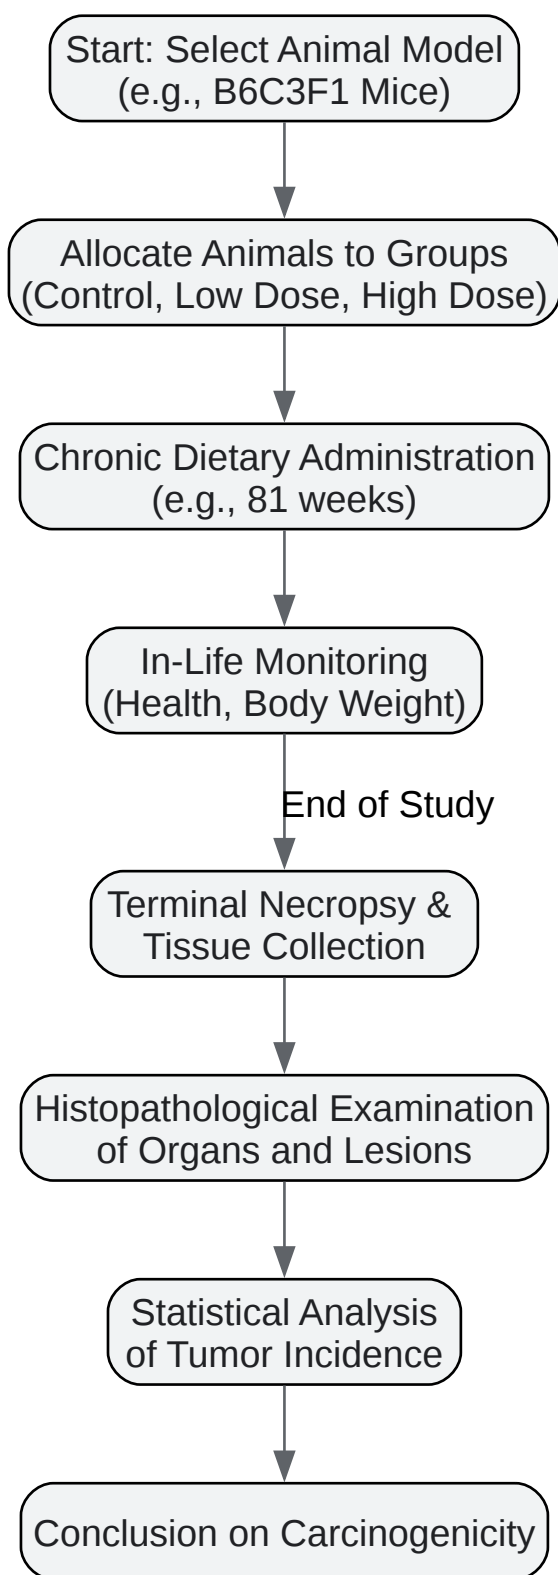 Start: Select Animal Model
(e.g., B6C3F1 Mice)
Allocate Animals to Groups
(Control, Low Dose, High Dose)
Chronic Dietary Administration
(e.g., 81 weeks)
In-Life Monitoring
(Health, Body Weight)
End of Study
Terminal Necropsy &
Tissue Collection
Histopathological Examination
of Organs and Lesions
Statistical Analysis
of Tumor Incidence
Conclusion on Carcinogenicity